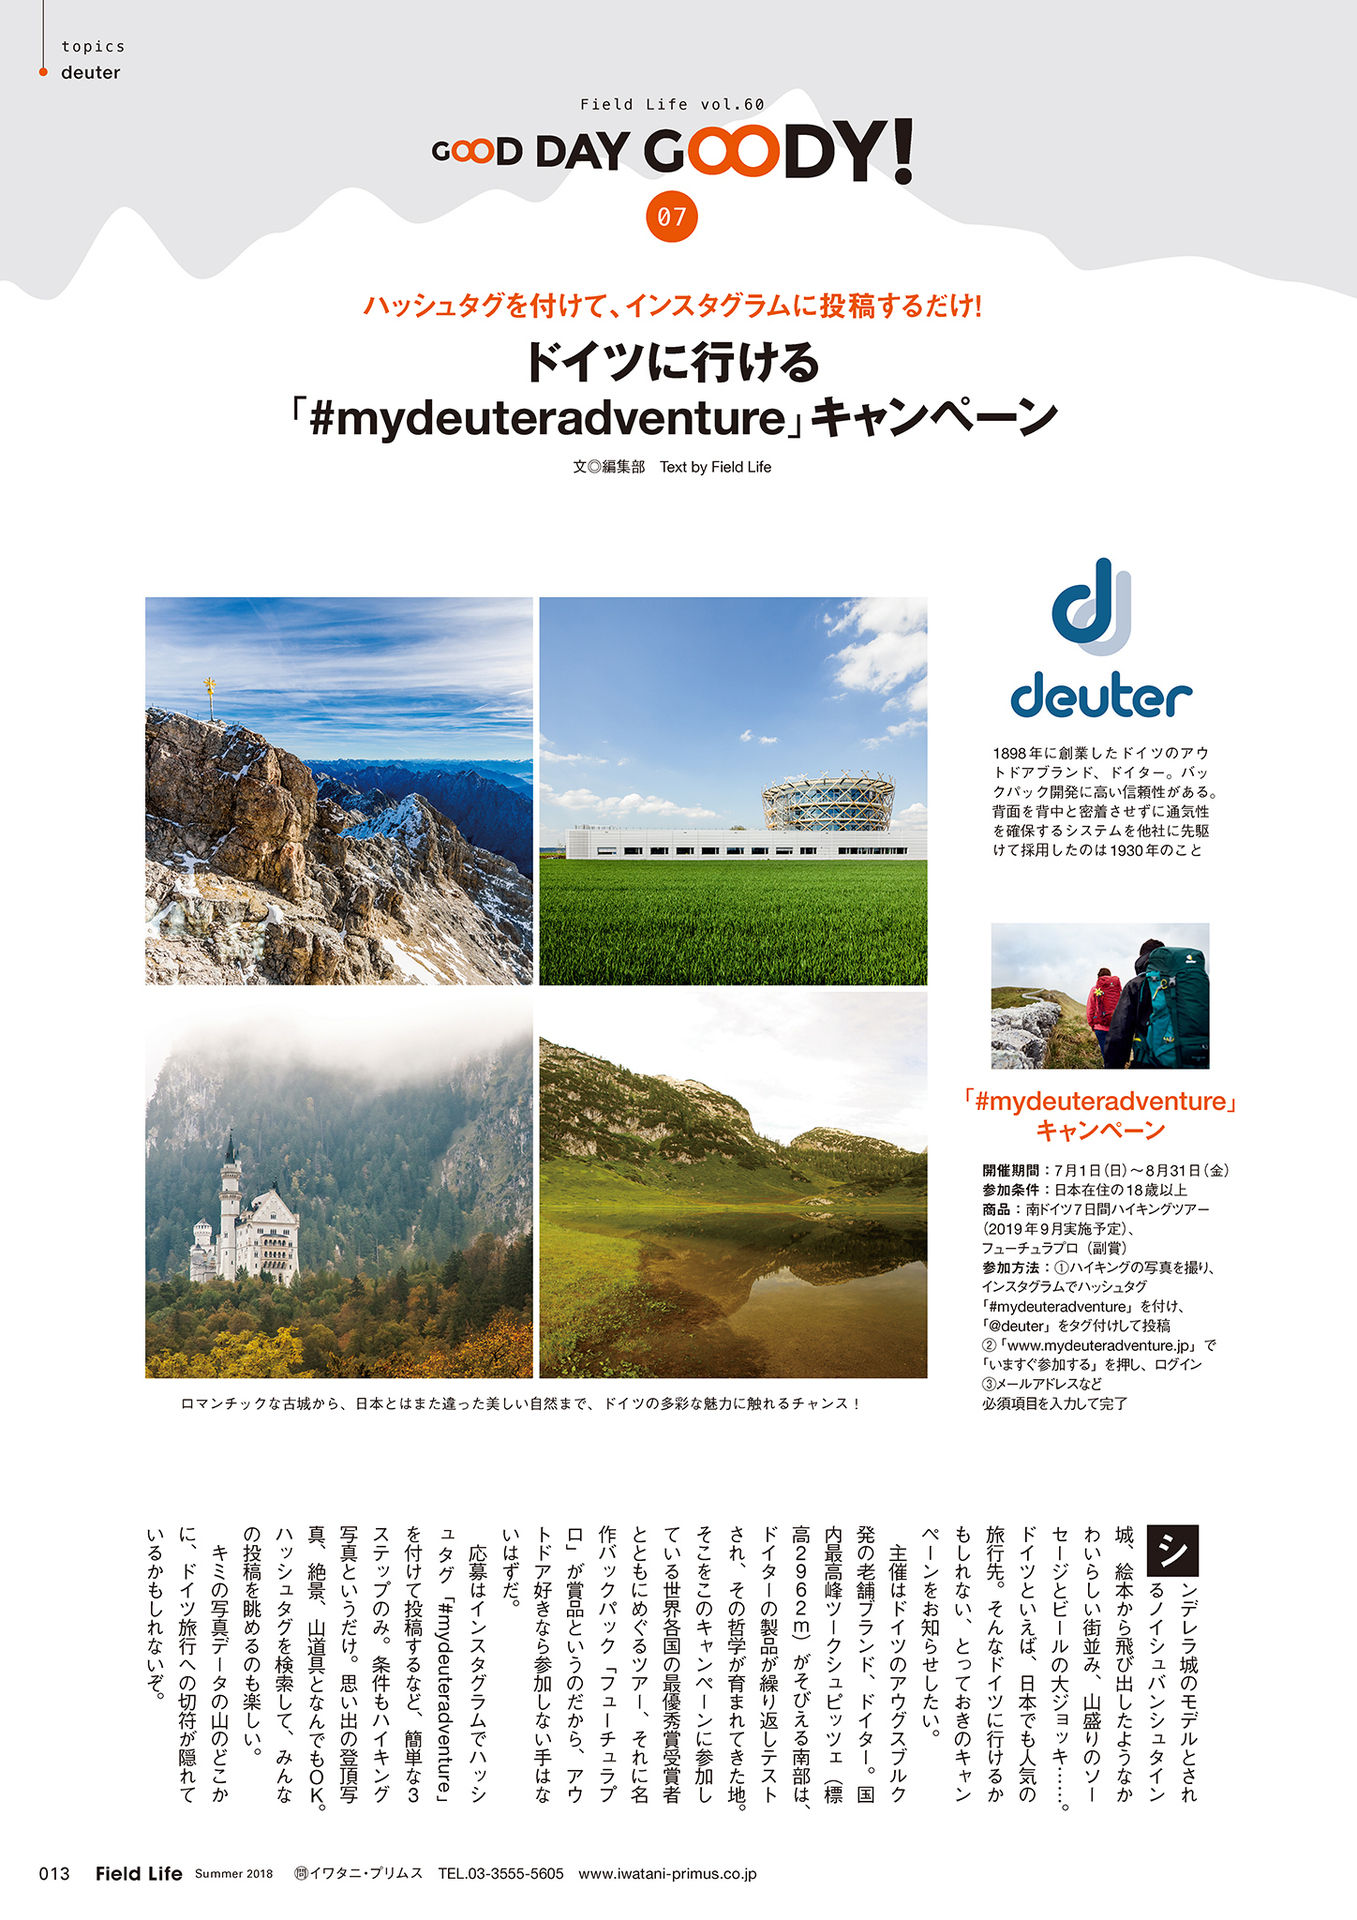 topics
deuter
Field Life vol.60
GOOD DAY GOODY!
07
ハッシュタグを付けて、インスタグラムに投稿するだけ!
ドイツに行ける
「#mydeuteradventure」キャンペーン
文◎編集部　Text by Field Life
deuter
1898年に創業したドイツのアウ
トドアブランド、ドイター。バッ
クパック開発に高い信頼性がある。
背面を背中と密着させずに通気性
を確保するシステムを他社に先駆
けて採用したのは1930年のこと
「#mydeuteradventure」
キャンペーン
開催期間：7月1日（日）～8月31日（金）
参加条件：日本在住の18歳以上
商品：南ドイツ7日間ハイキングツアー
（2019年9月実施予定）、
フューチュラプロ（副賞）
参加方法：①ハイキングの写真を撮り、
インスタグラムでハッシュタグ
「#mydeuteradventure」を付け、
「@deuter」をタグ付けして投稿
②「www.mydeuteradventure.jp」で
「いますぐ参加する」を押し、ログイン
③メールアドレスなど
必須項目を入力して完了
ロマンチックな古城から、日本とはまた違った美しい自然まで、ドイツの多彩な魅力に触れるチャンス！
シンデレラ城のモデルとされ
るノイシュバンシュタイン
城、絵本から飛び出したようなか
わいらしい街並み、山盛りのソー
セージとビールの大ジョッキ……。
ドイツといえば、日本でも人気の
旅行先。そんなドイツに行けるか
もしれない、とっておきのキャン
ペーンをお知らせしたい。
主催はドイツのアウグスブルク
発の老舗ブランド、ドイター。国
内最高峰ツークシュピッツェ（標
高2962m）がそびえる南部は、
ドイターの製品が繰り返しテスト
され、その哲学が育まれてきた地。
そこをこのキャンペーンに参加し
ている世界各国の最優秀賞受賞者
とともにめぐるツアー、それに名
作バックパック「フューチュラプ
ロ」が賞品というのだから、アウ
トドア好きなら参加しない手はな
いはずだ。
応募はインスタグラムでハッシ
ュタグ「#mydeuteradventure」
を付けて投稿するなど、簡単な3
ステップのみ。条件もハイキング
写真というだけ。思い出の登頂写
真、絶景、山道具となんでもOK。
ハッシュタグを検索して、みんな
の投稿を眺めるのも楽しい。
キミの写真データの山のどこか
に、ドイツ旅行への切符が隠れて
いるかもしれないぞ。
013 Field Life Summer 2018 ㉄イワタニ・プリムス TEL.03-3555-5605 www.iwatani-primus.co.jp